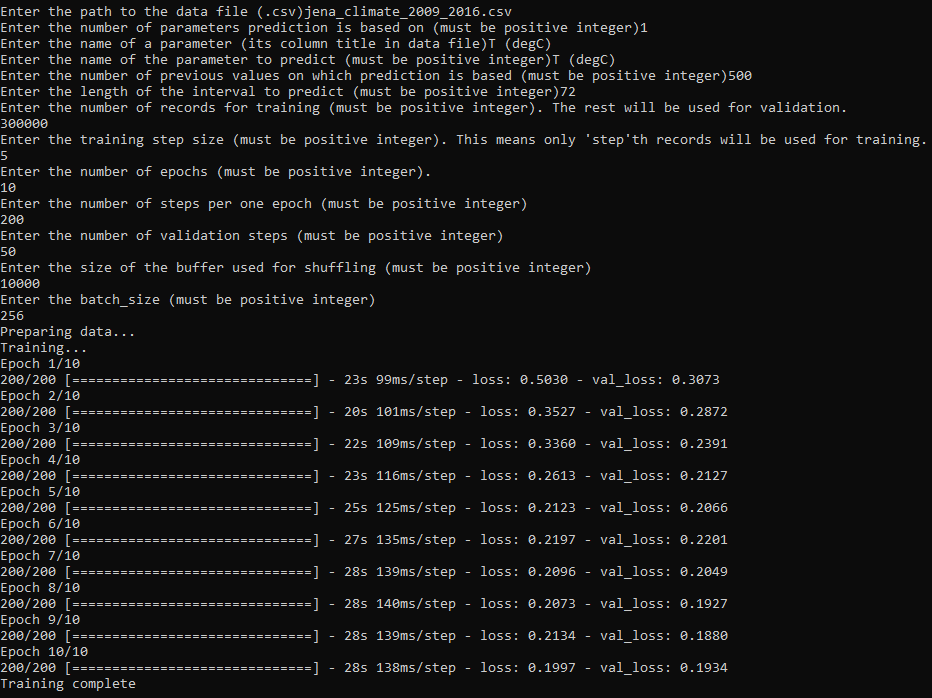 Enter the path to the data file (.csv)jena_climate_2009_2016.csv
Enter the number of parameters prediction is based on (must be positive integer)1
Enter the name of a parameter (its column title in data file)T (degC)
Enter the name of the parameter to predict (must be positive integer)T (degC)
Enter the number of previous values on which prediction is based (must be positive integer)500
Enter the length of the interval to predict (must be positive integer)72
Enter the number of records for training (must be positive integer). The rest will be used for validation.
300000
Enter the training step size (must be positive integer). This means only 'step'th records will be used for training.
5
Enter the number of epochs (must be positive integer).
10
Enter the number of steps per one epoch (must be positive integer)
200
Enter the number of validation steps (must be positive integer)
50
Enter the size of the buffer used for shuffling (must be positive integer)
10000
Enter the batch_size (must be positive integer)
256
Preparing data...
Training...
Epoch 1/10
200/200 [==============================] - 23s 99ms/step - loss: 0.5030 - val_loss: 0.3073
Epoch 2/10
200/200 [==============================] - 20s 101ms/step - loss: 0.3527 - val_loss: 0.2872
Epoch 3/10
200/200 [==============================] - 22s 109ms/step - loss: 0.3360 - val_loss: 0.2391
Epoch 4/10
200/200 [==============================] - 23s 116ms/step - loss: 0.2613 - val_loss: 0.2127
Epoch 5/10
200/200 [==============================] - 25s 125ms/step - loss: 0.2123 - val_loss: 0.2066
Epoch 6/10
200/200 [==============================] - 27s 135ms/step - loss: 0.2197 - val_loss: 0.2201
Epoch 7/10
200/200 [==============================] - 28s 139ms/step - loss: 0.2096 - val_loss: 0.2049
Epoch 8/10
200/200 [==============================] - 28s 140ms/step - loss: 0.2073 - val_loss: 0.1927
Epoch 9/10
200/200 [==============================] - 28s 139ms/step - loss: 0.2134 - val_loss: 0.1880
Epoch 10/10
200/200 [==============================] - 28s 138ms/step - loss: 0.1997 - val_loss: 0.1934
Training complete